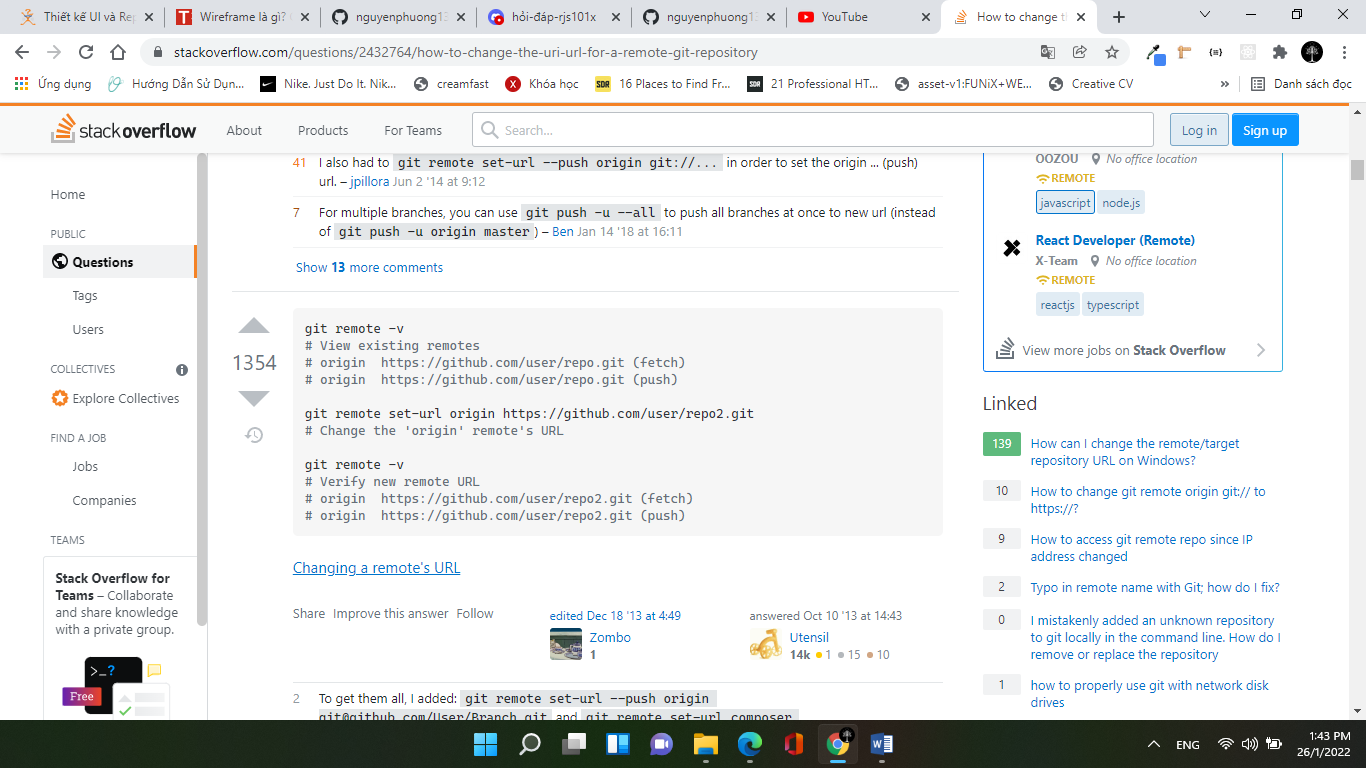 Thiết kế UI và Rep
Wireframe là gì?
nguyenphuong13
hỏi-đáp-rjs101x
nguyenphuong13
YouTube
How to change t
stackoverflow.com/questions/2432764/how-to-change-the-uri-url-for-a-remote-git-repository
Ứng dụng
Hướng Dẫn Sử Dụn...
Nike. Just Do It. Nik...
creamfast
Khóa học
16 Places to Find Fr...
21 Professional HT...
asset-v1:FUNiX+WE...
Creative CV
»
Danh sách đọc
stackoverflow
About
Products
For Teams
Search...
Log in
Sign up
Home
PUBLIC
Questions
Tags
Users
COLLECTIVES
Explore Collectives
FIND A JOB
Jobs
Companies
TEAMS
Stack Overflow for
Teams – Collaborate
and share knowledge
with a private group.
>_?
Free
41 I also had to git remote set-url --push origin git://... in order to set the origin ... (push)
url. – jpillora Jun 2 '14 at 9:12
7 For multiple branches, you can use git push -u --all to push all branches at once to new url (instead
of git push -u origin master ) – Ben Jan 14 '18 at 16:11
Show 13 more comments
1354
git remote -v
# View existing remotes
# origin  https://github.com/user/repo.git (fetch)
# origin  https://github.com/user/repo.git (push)
git remote set-url origin https://github.com/user/repo2.git
# Change the 'origin' remote's URL
git remote -v
# Verify new remote URL
# origin  https://github.com/user/repo2.git (fetch)
# origin  https://github.com/user/repo2.git (push)
Changing a remote's URL
Share Improve this answer Follow
edited Dec 18 '13 at 4:49
Zombo
1
answered Oct 10 '13 at 14:43
Utensil
14k 1 15 10
2 To get them all, I added: git remote set-url --push origin
git@github.com/User/Branch.git and git remote set-url composer
OOZOU No office location
REMOTE
javascript node.js
React Developer (Remote)
X-Team No office location
REMOTE
reactjs typescript
View more jobs on Stack Overflow
Linked
139 How can I change the remote/target
repository URL on Windows?
10 How to change git remote origin git:// to
https://?
9 How to access git remote repo since IP
address changed
2 Typo in remote name with Git; how do I fix?
0 I mistakenly added an unknown repository
to git locally in the command line. How do I
remove or replace the repository
1 how to properly use git with network disk
drives
ENG
1:43 PM
26/1/2022